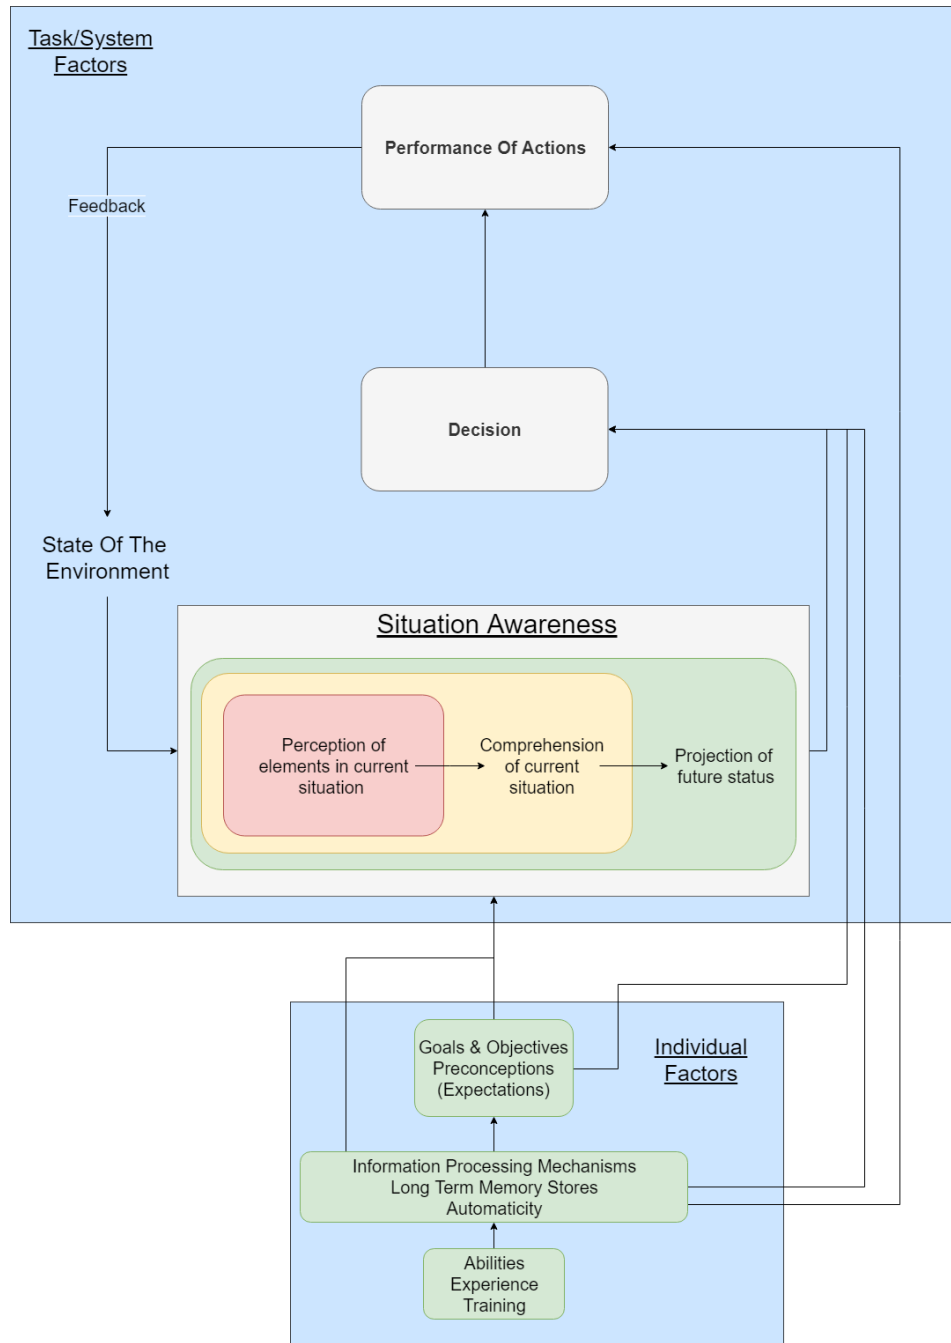 Task/System
Factors
Performance Of Actions
Feedback
Decision
State Of The
Environment
Situation Awareness
Perception of
elements in current
situation
Comprehension
of current
situation
Projection of
future status
Goals & Objectives
Preconceptions
(Expectations)
Individual
Factors
Information Processing Mechanisms
Long Term Memory Stores
Automaticity
Abilities
Experience
Training